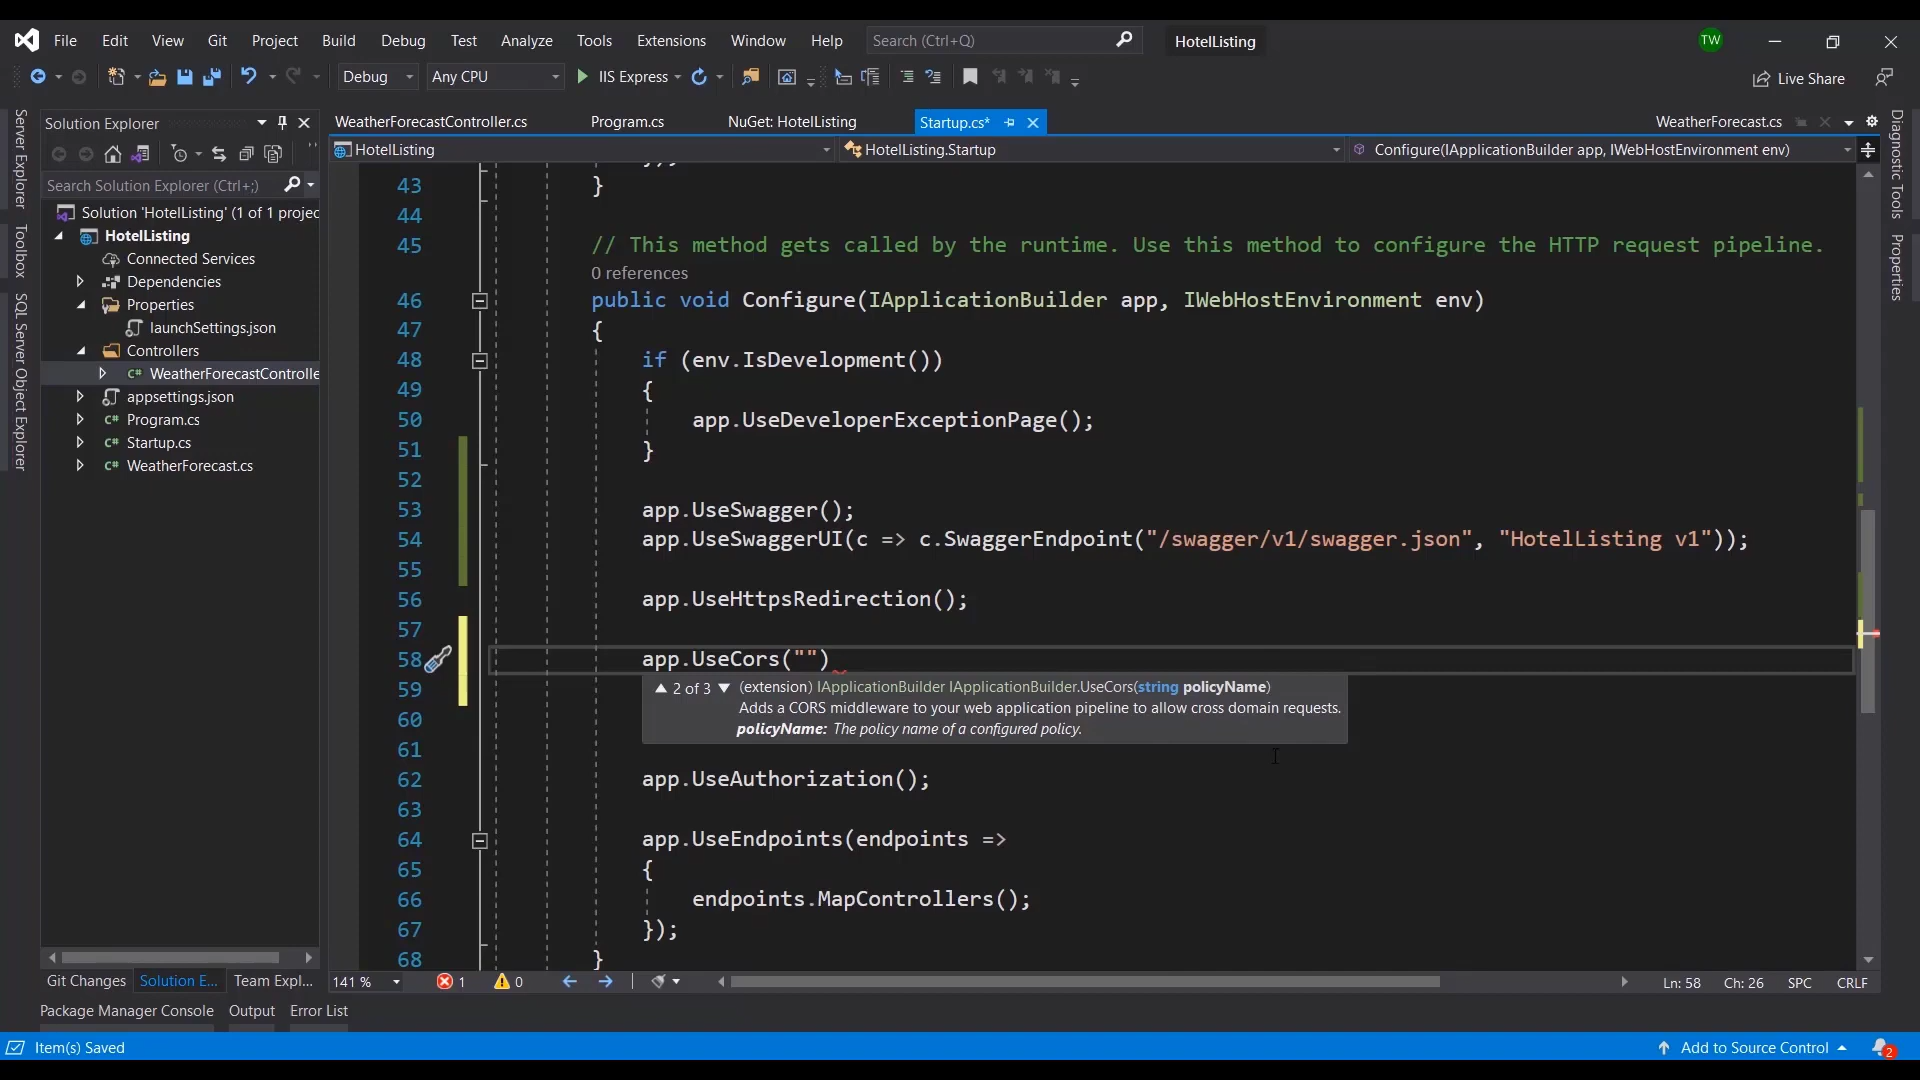 File Edit View Git Project Build Debug Test Analyze Tools Extensions Window Help Search (Ctrl+Q) HotelListing TW
Debug Any CPU IIS Express Live Share
Solution Explorer
Search Solution Explorer (Ctrl+;)
Solution 'HotelListing' (1 of 1 projec
HotelListing
Connected Services
Dependencies
Properties
launchSettings.json
Controllers
WeatherForecastControlle
appsettings.json
Program.cs
Startup.cs
WeatherForecast.cs
Server Explorer
Toolbox
SQL Server Object Explorer
WeatherForecastController.cs Program.cs NuGet: HotelListing Startup.cs* WeatherForecast.cs
HotelListing HotelListing.Startup Configure(IApplicationBuilder app, IWebHostEnvironment env)
43 }
44
45 // This method gets called by the runtime. Use this method to configure the HTTP request pipeline.
0 references
46 public void Configure(IApplicationBuilder app, IWebHostEnvironment env)
47 {
48 if (env.IsDevelopment())
49 {
50 app.UseDeveloperExceptionPage();
51 }
52
53 app.UseSwagger();
54 app.UseSwaggerUI(c => c.SwaggerEndpoint("/swagger/v1/swagger.json", "HotelListing v1"));
55
56 app.UseHttpsRedirection();
57
58 app.UseCors("")
2 of 3 (extension) IApplicationBuilder IApplicationBuilder.UseCors(string policyName)
Adds a CORS middleware to your web application pipeline to allow cross domain requests.
policyName: The policy name of a configured policy.
59
60
61
62 app.UseAuthorization();
63
64 app.UseEndpoints(endpoints =>
65 {
66 endpoints.MapControllers();
67 });
68 }
Diagnostic Tools
Properties
Git Changes Solution E... Team Expl...
141 % 1 0 Ln: 58 Ch: 26 SPC CRLF
Package Manager Console Output Error List
Item(s) Saved Add to Source Control 2